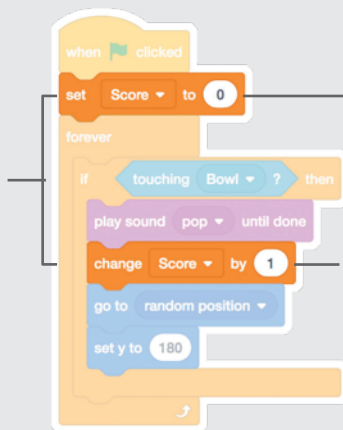 when clicked
set Score to 0
forever
if touching Bowl ? then
play sound pop until done
change Score by 1
go to random position
set y to 180